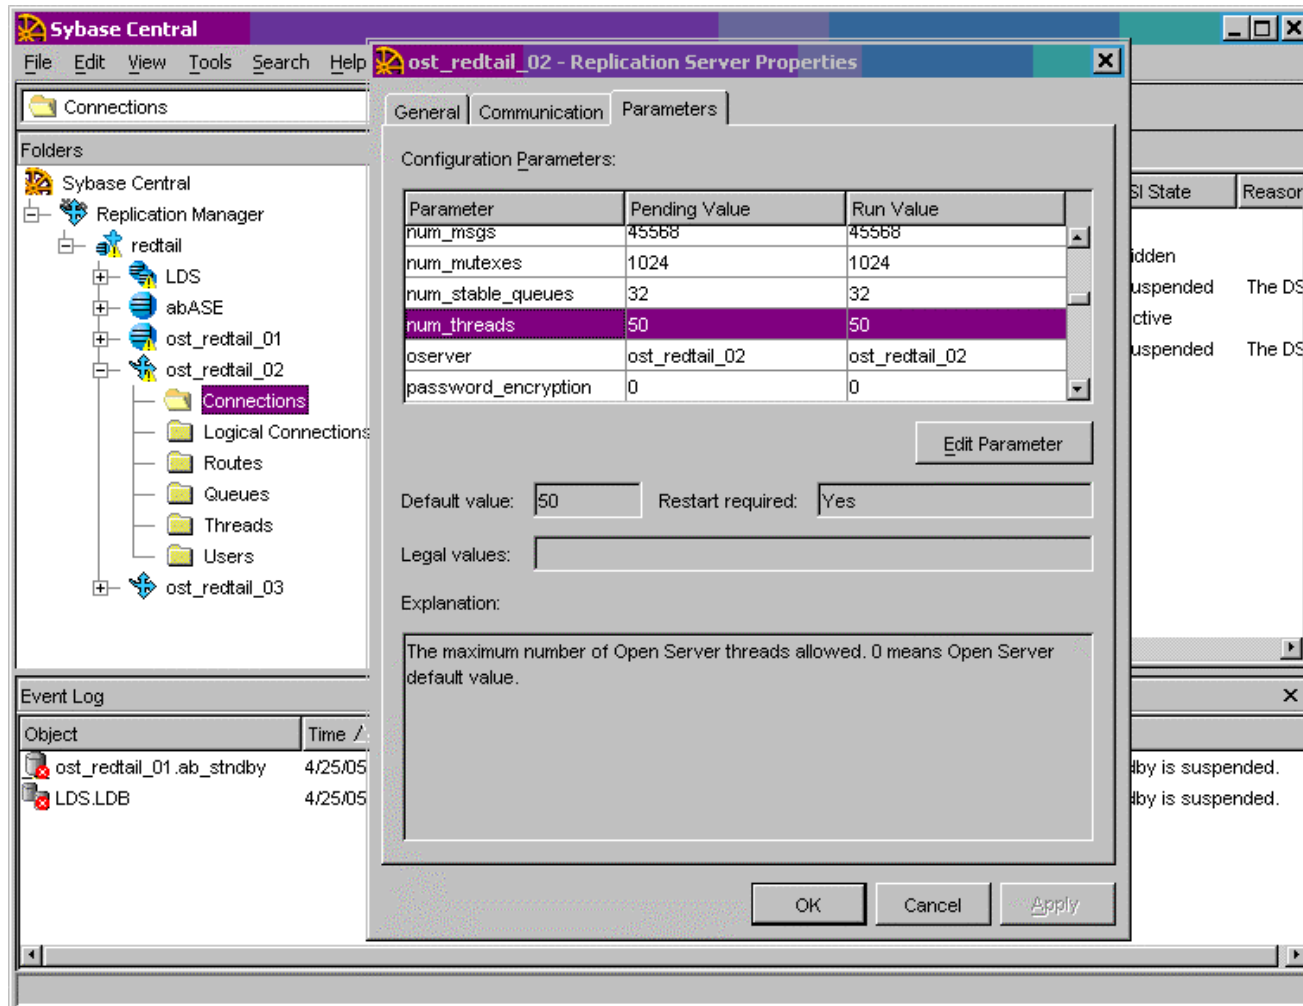 Sybase Central
File Edit View Tools Search Help
Connections
Folders
Sybase Central
Replication Manager
redtail
LDS
abASE
ost_redtail_01
ost_redtail_02
Connections
Logical Connections
Routes
Queues
Threads
Users
ost_redtail_03
ost_redtail_02 - Replication Server Properties
General Communication Parameters
Configuration Parameters:
Parameter Pending Value Run Value
num_msgs 45568 45568
num_mutexes 1024 1024
num_stable_queues 32 32
num_threads 50 50
oserver ost_redtail_02 ost_redtail_02
password_encryption 0 0
Edit Parameter
Default value: 50 Restart required: Yes
Legal values:
Explanation:
The maximum number of Open Server threads allowed. 0 means Open Server
default value.
OK Cancel Apply
SI State Reason
idden
uspended The DS
ctive
uspended The DS
Event Log
Object Time
ost_redtail_01.ab_stndby 4/25/05 dby is suspended.
LDS.LDB 4/25/05 dby is suspended.